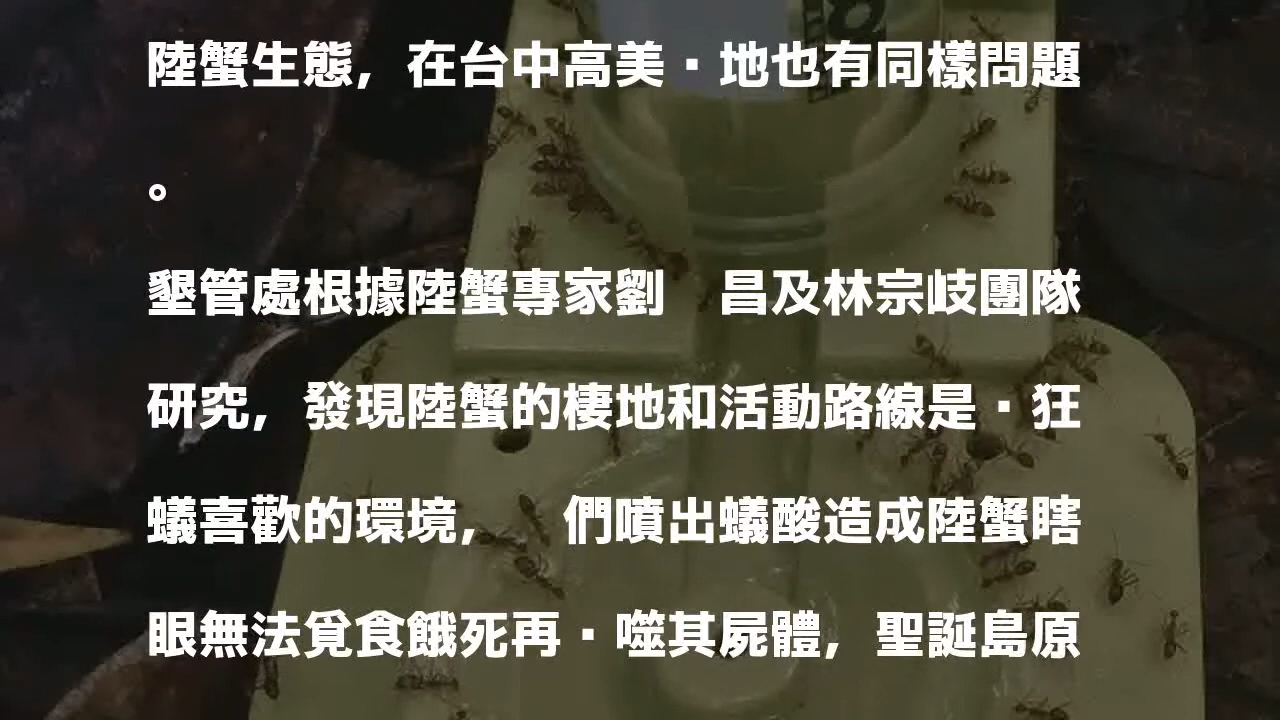 陸蟹生態，在台中高美▪地也有同樣問題
。
墾管處根據陸蟹專家劉　昌及林宗岐團隊
研究，發現陸蟹的棲地和活動路線是▪狂
蟻喜歡的環境，　們噴出蟻酸造成陸蟹瞎
眼無法覓食餓死再▪噬其屍體，聖誕島原